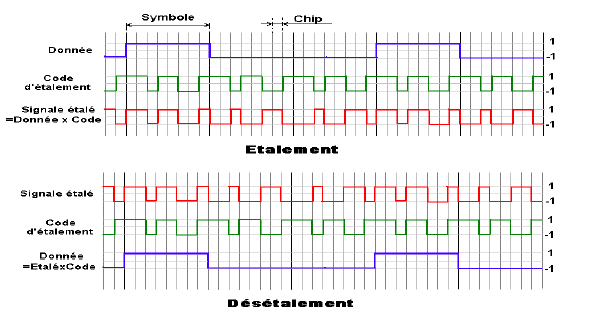 Symbole
Chip
Donnée
1
-1
Code
d'étalement
1
-1
Signale étalé
=Donnée x Code
1
-1
Etalement
Signale étalé
1
-1
Code
d'étalement
1
-1
Donnée
=EtaléxCode
1
-1
Désétalement